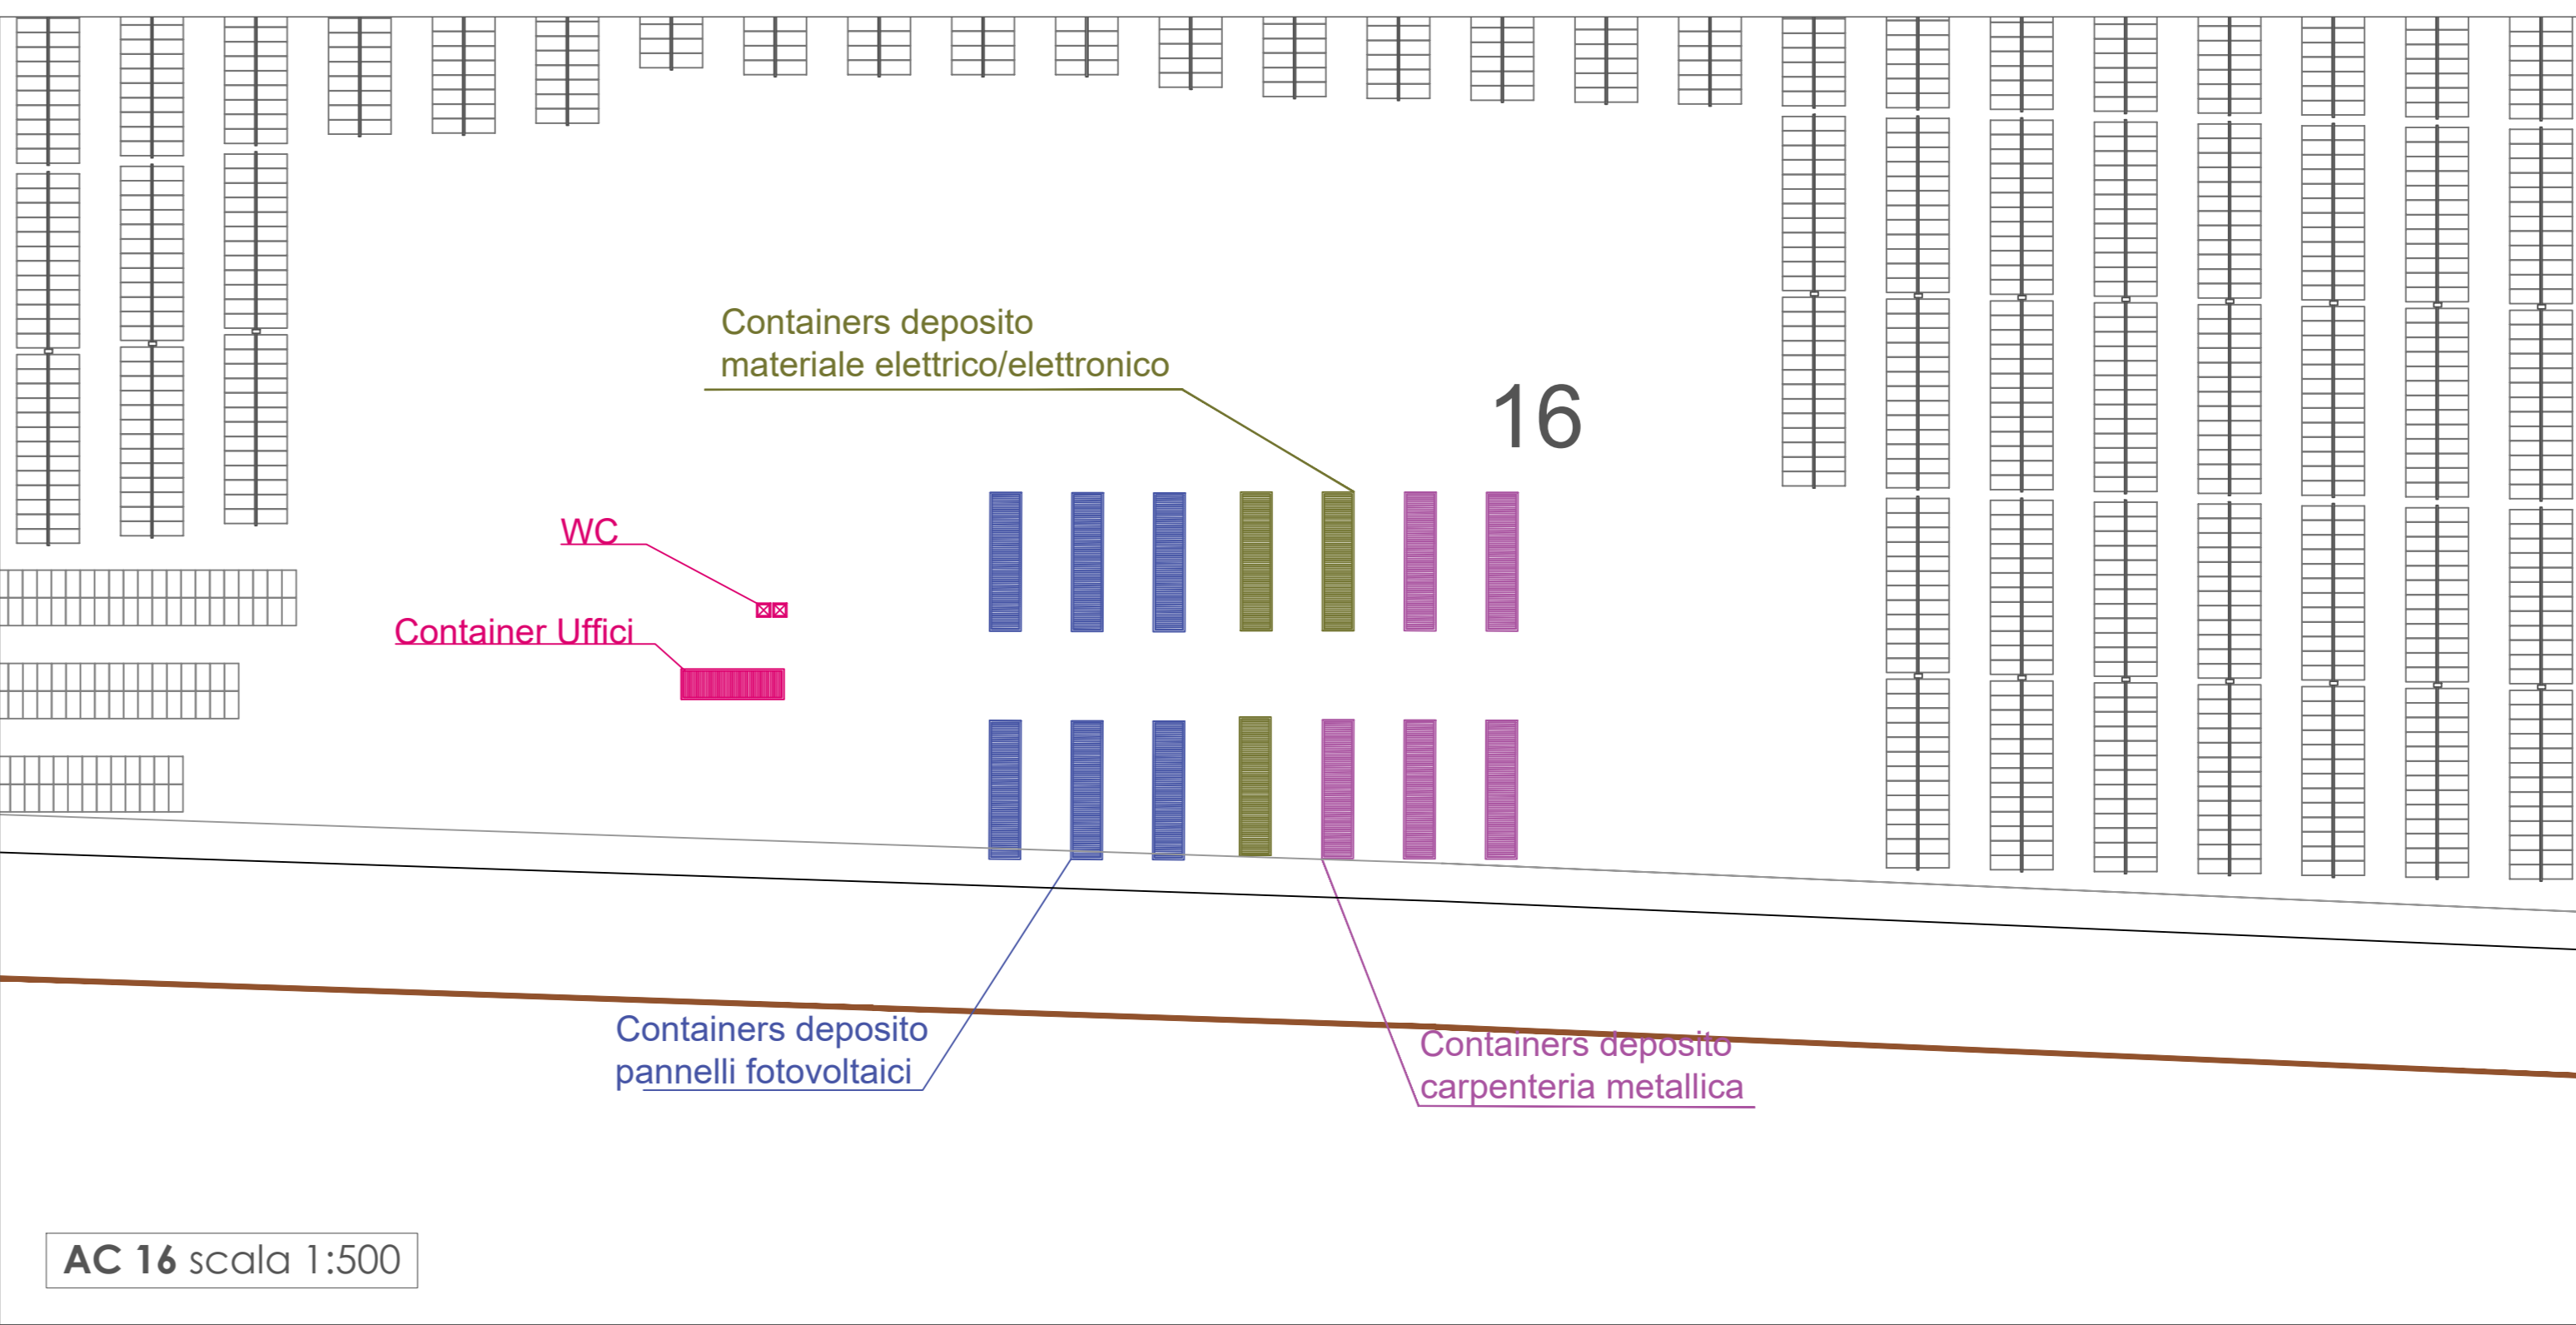 Containers deposito
materiale elettrico/elettronico
16
WC
Container Uffici
Containers deposito
pannelli fotovoltaici
Containers deposito
carpenteria metallica
AC 16 scala 1:500